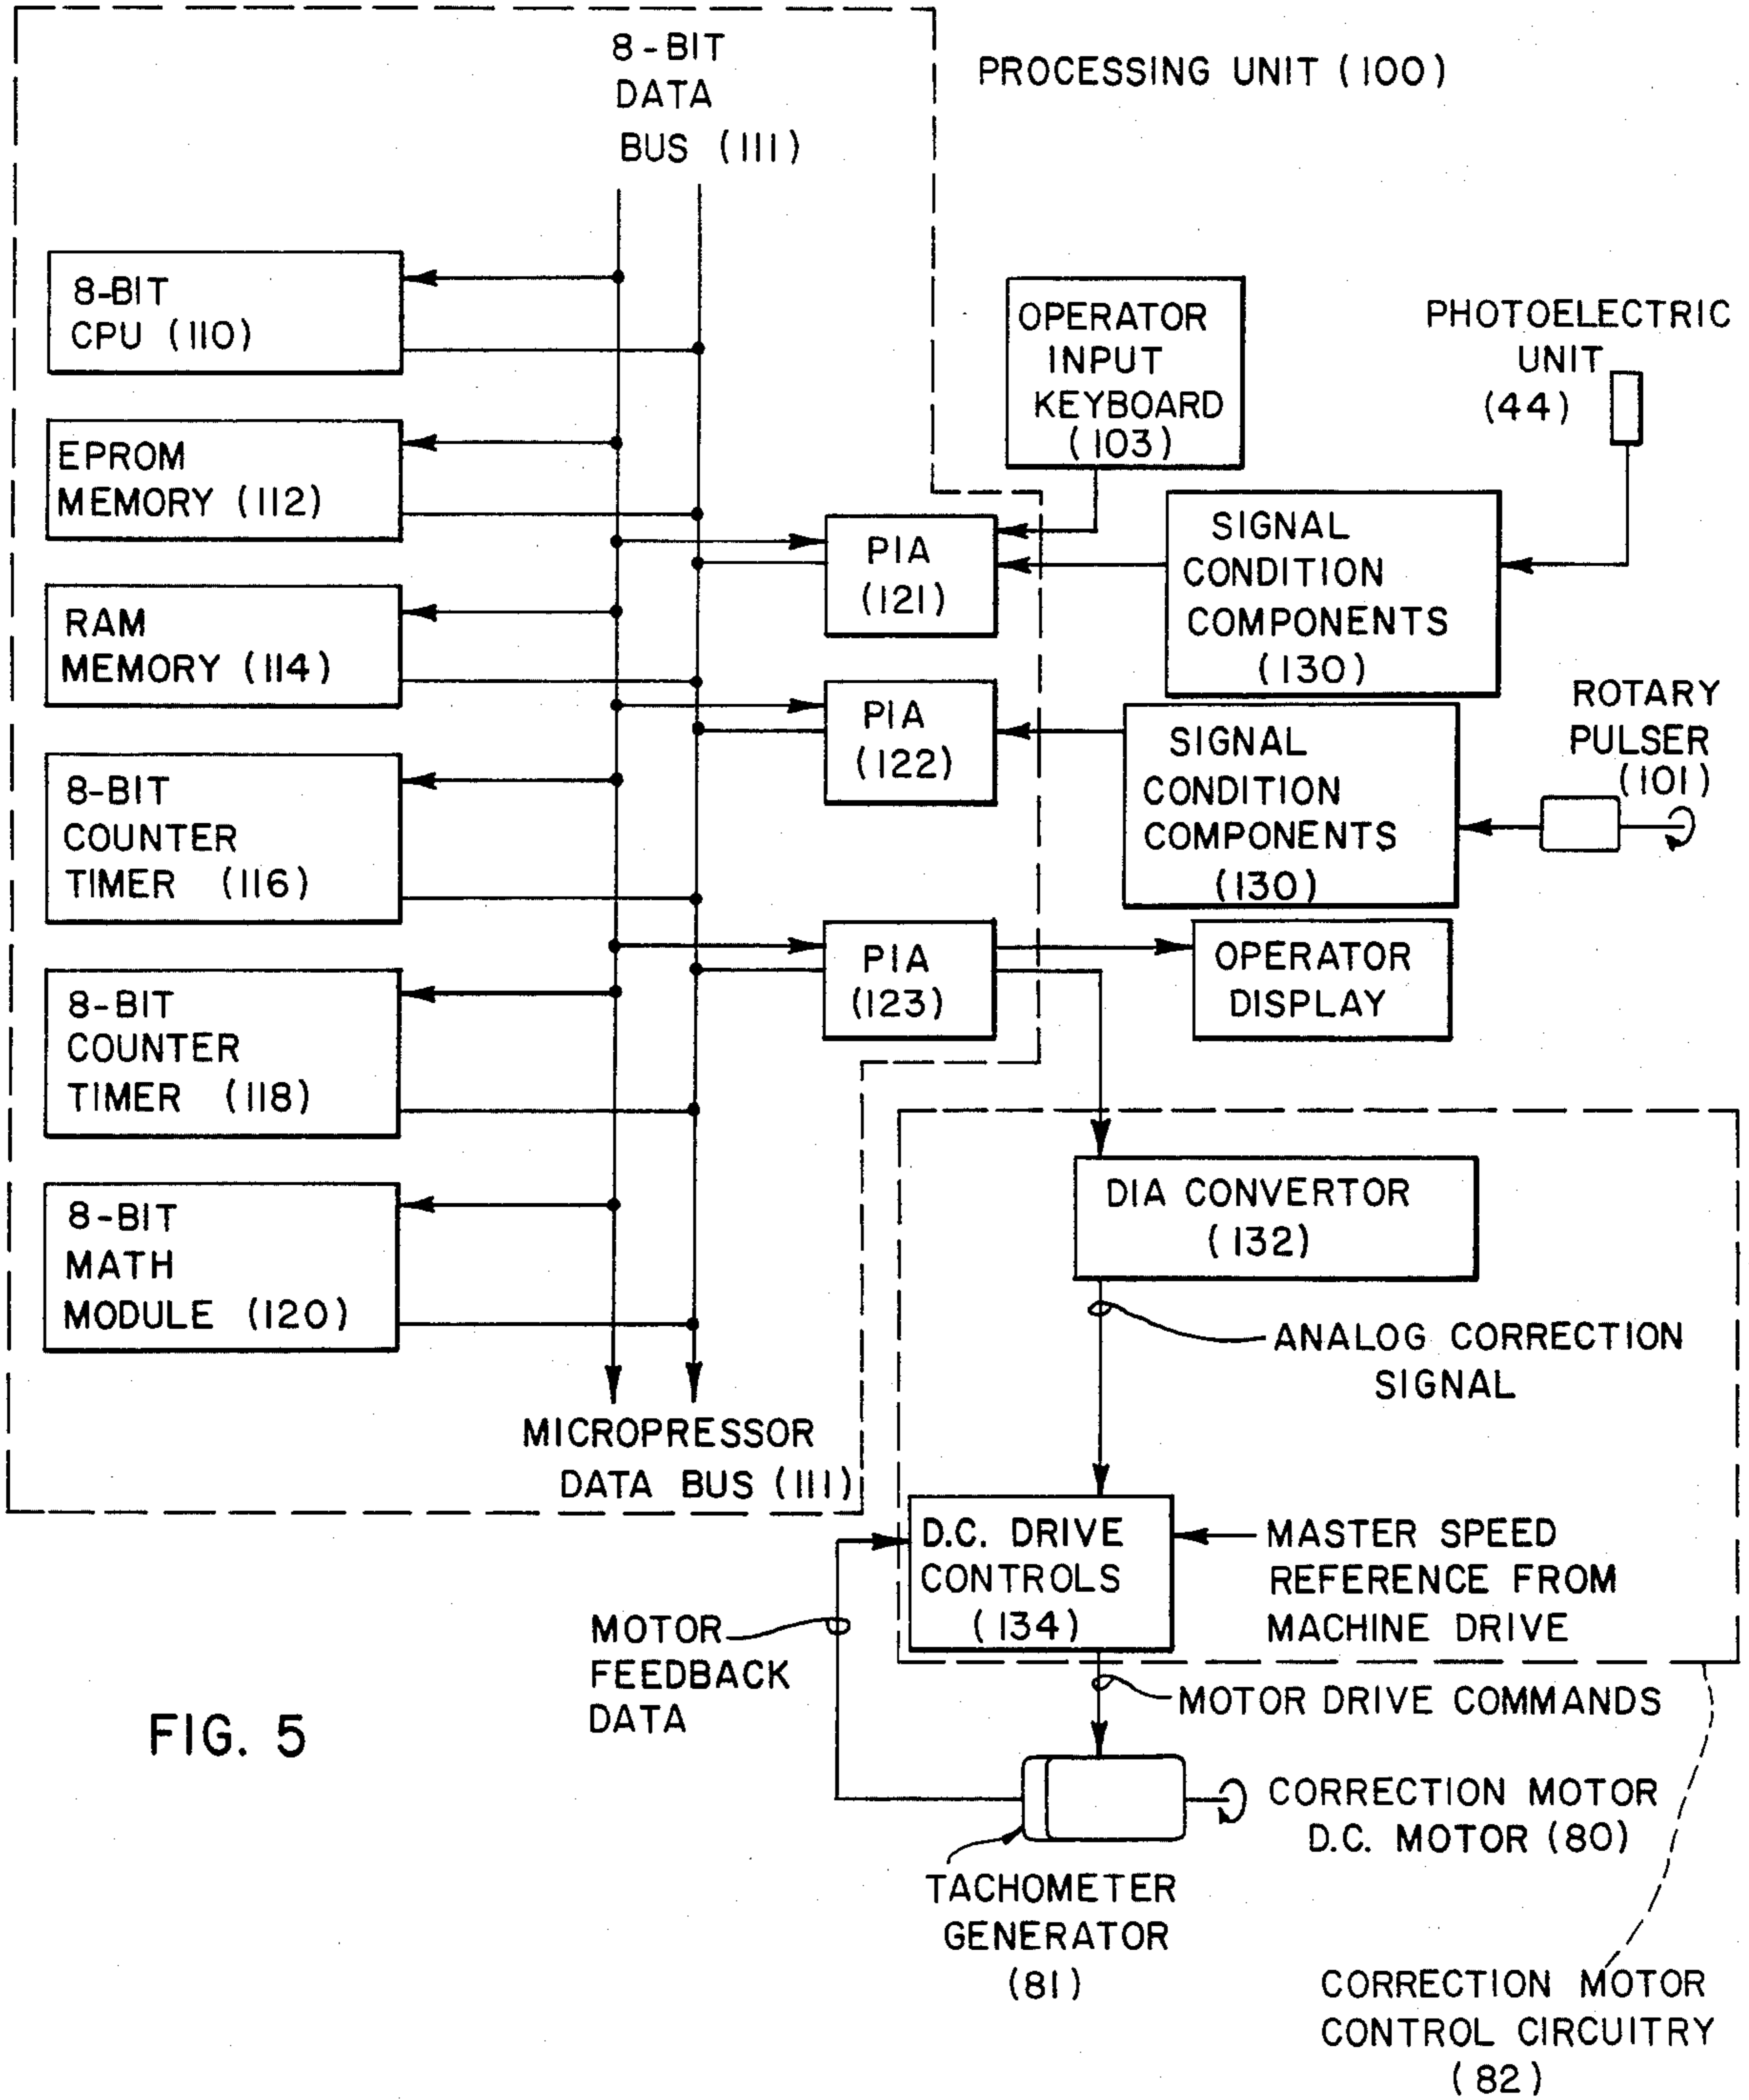 8-BIT
DATA
BUS (111)
PROCESSING UNIT (100)
8-BIT
CPU (110)
EPROM
MEMORY (112)
RAM
MEMORY (114)
8-BIT
COUNTER
TIMER (116)
8-BIT
COUNTER
TIMER (118)
8-BIT
MATH
MODULE (120)
MICROPRESSOR
DATA BUS (111)
PIA
(121)
PIA
(122)
PIA
(123)
OPERATOR
INPUT
KEYBOARD
(103)
PHOTOELECTRIC
UNIT
(44)
SIGNAL
CONDITION
COMPONENTS
(130)
ROTARY
PULSER
(101)
SIGNAL
CONDITION
COMPONENTS
(130)
OPERATOR
DISPLAY
DIA CONVERTOR
(132)
ANALOG CORRECTION
SIGNAL
D.C. DRIVE
CONTROLS
(134)
MASTER SPEED
REFERENCE FROM
MACHINE DRIVE
MOTOR
FEEDBACK
DATA
MOTOR DRIVE COMMANDS
CORRECTION MOTOR
D.C. MOTOR (80)
TACHOMETER
GENERATOR
(81)
CORRECTION MOTOR
CONTROL CIRCUITRY
(82)
FIG. 5